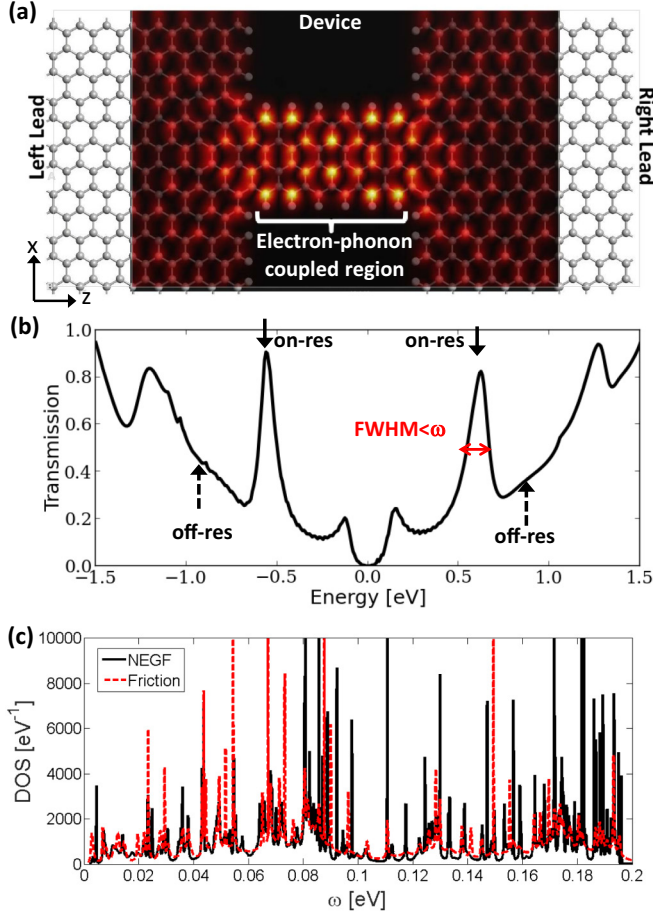 (a)
Device
Left Lead
Right Lead
Electron-phonon
coupled region
X
Z
(b)
1.0
0.8
0.6
0.4
0.2
0.0
Transmission
on-res
on-res
FWHM<ω
off-res
off-res
−1.5 −1.0 −0.5 0.0 0.5 1.0 1.5
Energy [eV]
(c)
10000
8000
6000
4000
2000
0
DOS [eV⁻¹]
NEGF
Friction
0 0.02 0.04 0.06 0.08 0.1 0.12 0.14 0.16 0.18 0.2
ω [eV]